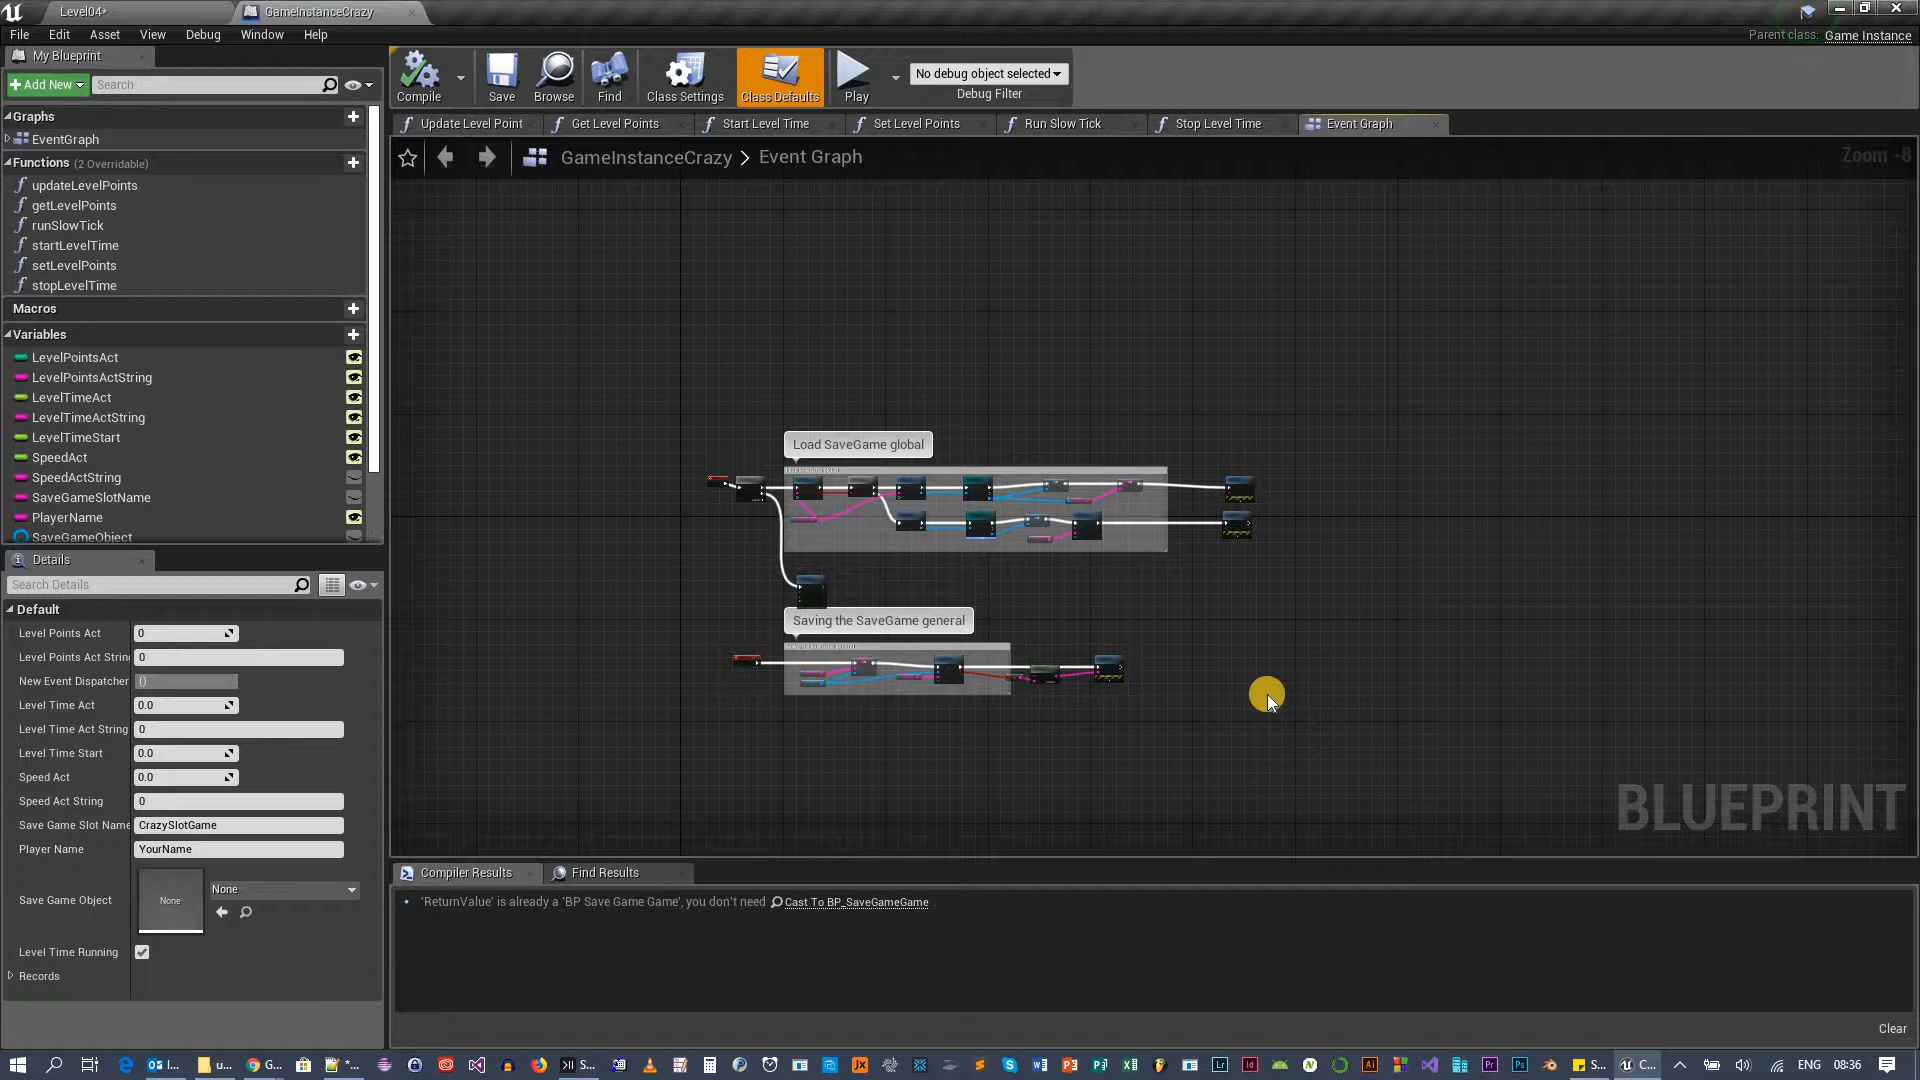 Level04*
GameInstanceCrazy
File Edit Asset View Debug Window Help
Parent class: Game Instance
My Blueprint
Add New
Search
Compile
Save
Browse
Find
Class Settings
Class Defaults
Play
No debug object selected
Debug Filter
Graphs
EventGraph
Functions (2 Overridable)
updateLevelPoints
getLevelPoints
runSlowTick
startLevelTime
setLevelPoints
stopLevelTime
Macros
Variables
LevelPointsAct
LevelPointsActString
LevelTimeAct
LevelTimeActString
LevelTimeStart
SpeedAct
SpeedActString
SaveGameSlotName
PlayerName
SaveGameObject
Update Level Point
Get Level Points
Start Level Time
Set Level Points
Run Slow Tick
Stop Level Time
Event Graph
GameInstanceCrazy > Event Graph
Zoom -8
Load SaveGame global
Saving the SaveGame general
BLUEPRINT
Details
Search Details
Default
Level Points Act 0
Level Points Act Strin 0
New Event Dispatcher ()
Level Time Act 0.0
Level Time Act String 0
Level Time Start 0.0
Speed Act 0.0
Speed Act String 0
Save Game Slot Name CrazySlotGame
Player Name YourName
Save Game Object None None
Level Time Running
Records
Compiler Results
Find Results
'ReturnValue' is already a 'BP Save Game Game', you don't need Cast To BP_SaveGameGame .
Clear
I...
u...
G...
S...
S...
C...
ENG
08:36